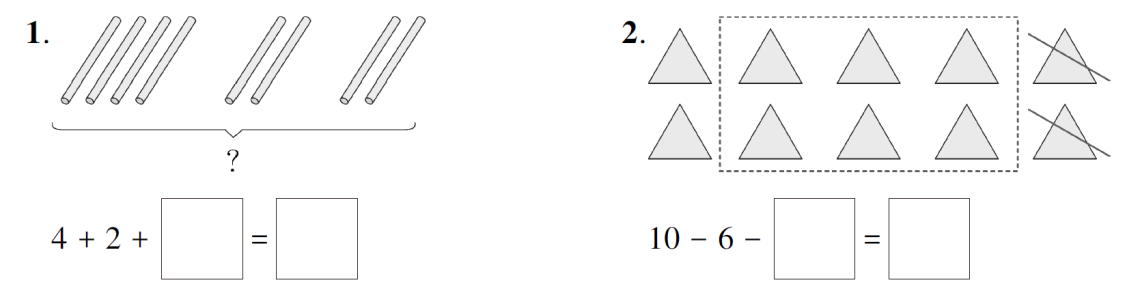 1.
?
4 + 2 + □ = □
2.
10 − 6 − □ = □